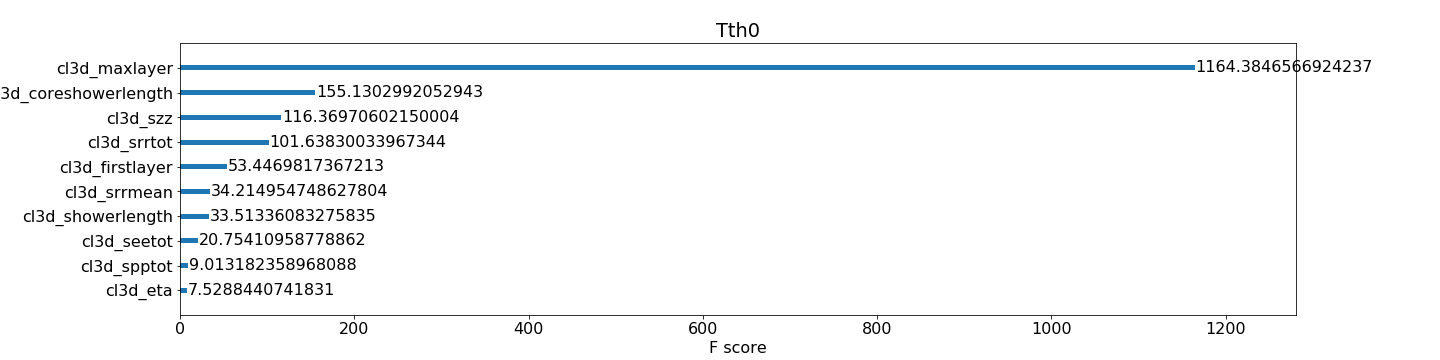 Tth0
cl3d_maxlayer 1164.3846566924237
3d_coreshowerlength 155.1302992052943
cl3d_szz 116.36970602150004
cl3d_srrtot 101.63830033967344
cl3d_firstlayer 53.4469817367213
cl3d_srrmean 34.214954748627804
cl3d_showerlength 33.51336083275835
cl3d_seetot 20.75410958778862
cl3d_spptot 9.013182358968088
cl3d_eta 7.5288440741831
0 200 400 600 800 1000 1200
F score